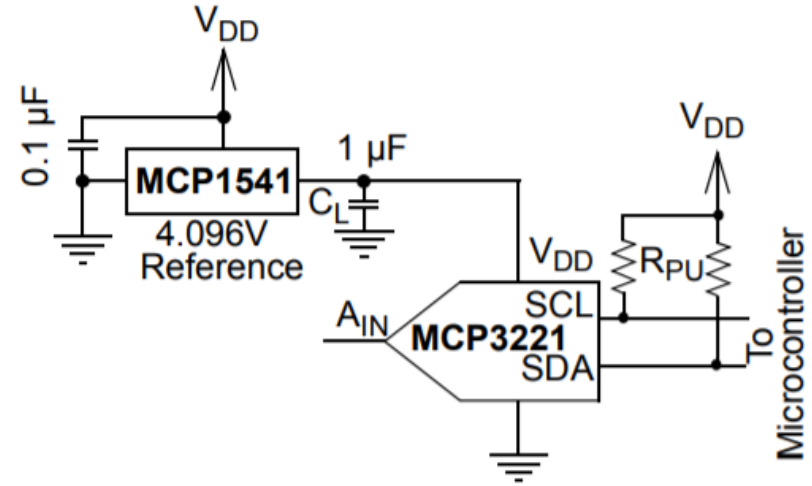 VDD
0.1 µF
MCP1541
4.096V
Reference
1 µF
CL
VDD
RPU
VDD
AIN
MCP3221
SCL
SDA
To
Microcontroller